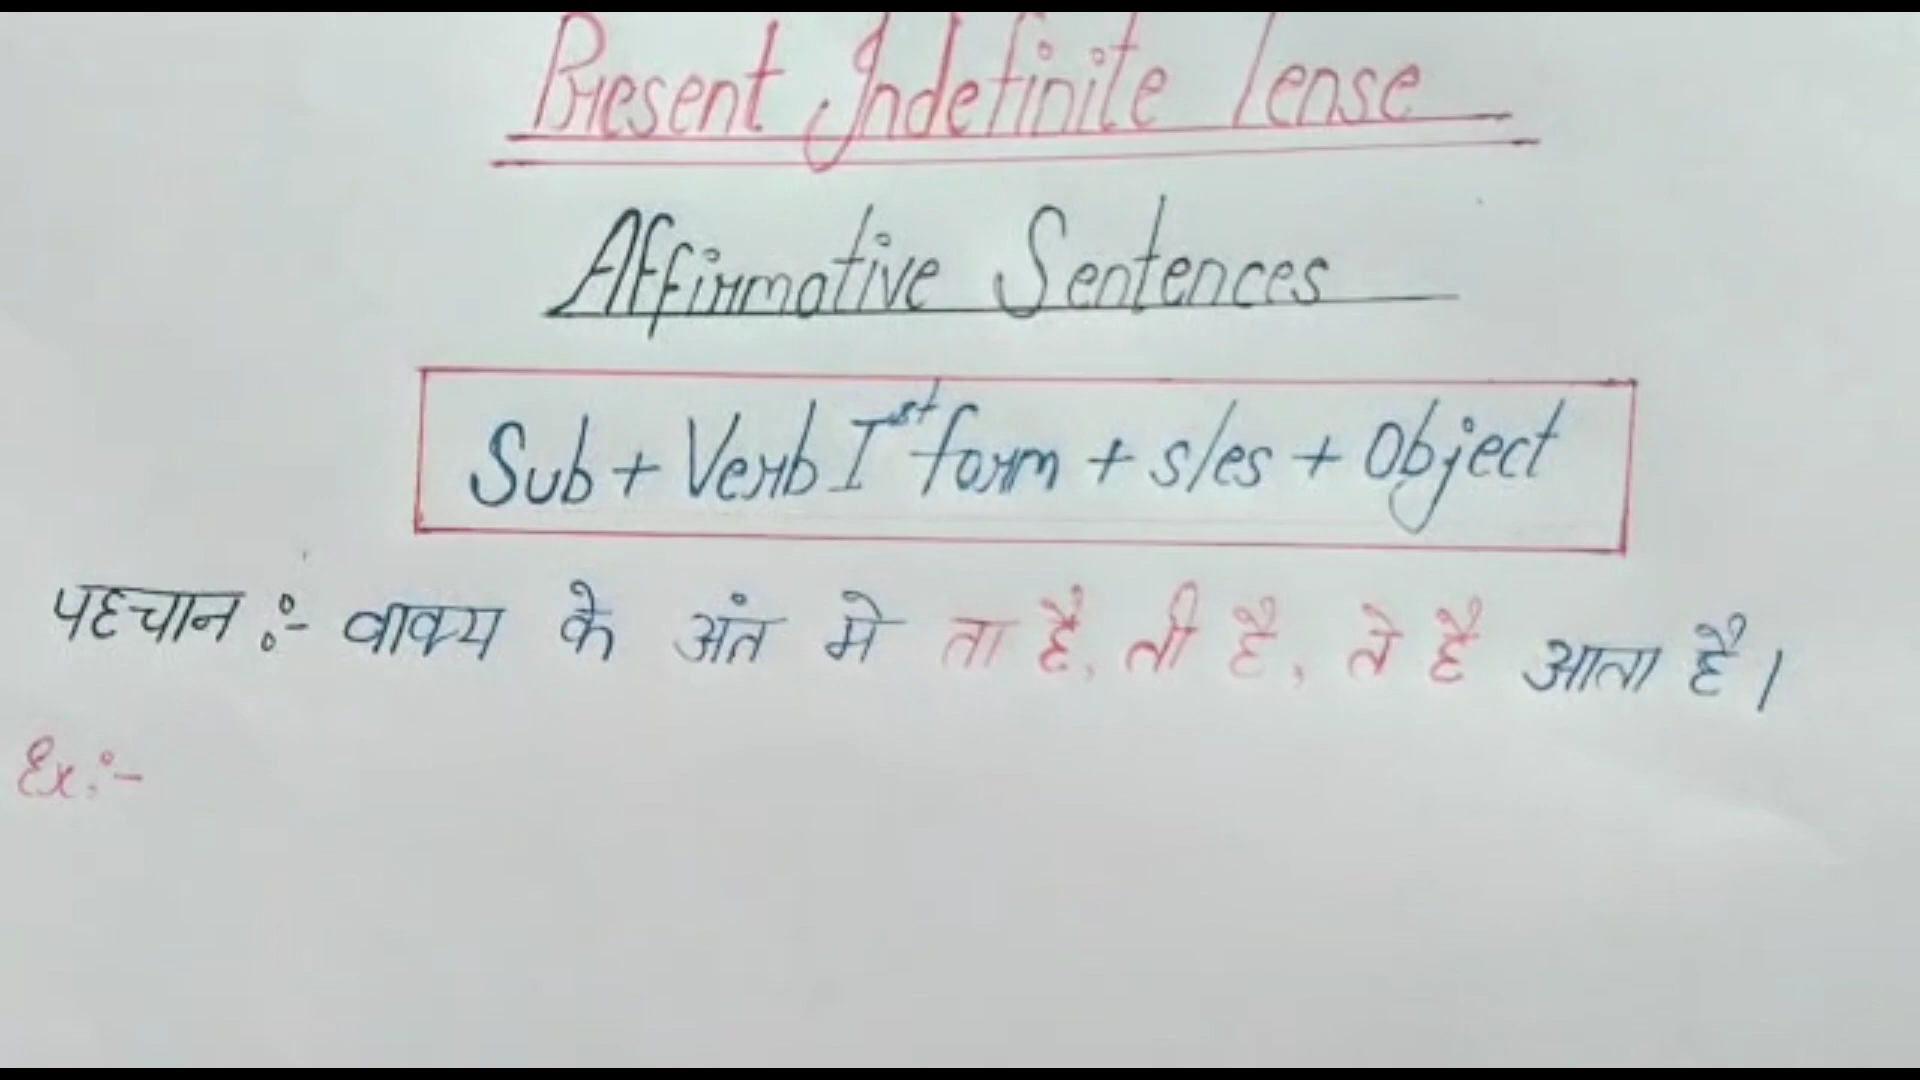 Present Indefinite Tense
Affirmative Sentences
Sub + Verb Ist form + s/es + Object
पहचान :- वाक्य के अंत मे ता है, ती है, ते है आता है।
Ex:-